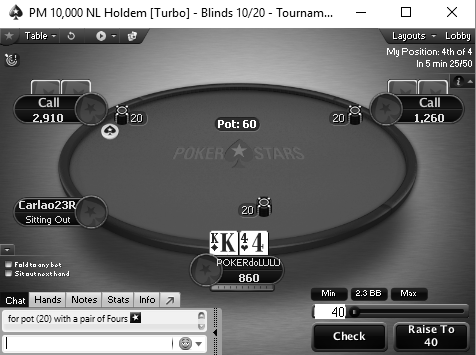 PM 10,000 NL Holdem [Turbo] - Blinds 10/20 - Tournam...
Table
Layouts
Lobby
My Position: 4th of 4
In 5 min 25/50
Call
2,910
20
Pot: 60
20
Call
1,260
POKER STARS
Carlao23R
Sitting Out
20
K K 4 4
POKERdoLULU
860
Fold to any bet
Sit out next hand
Chat Hands Notes Stats Info
for pot (20) with a pair of Fours
Min 2.3 BB Max
40
Check
Raise To
40